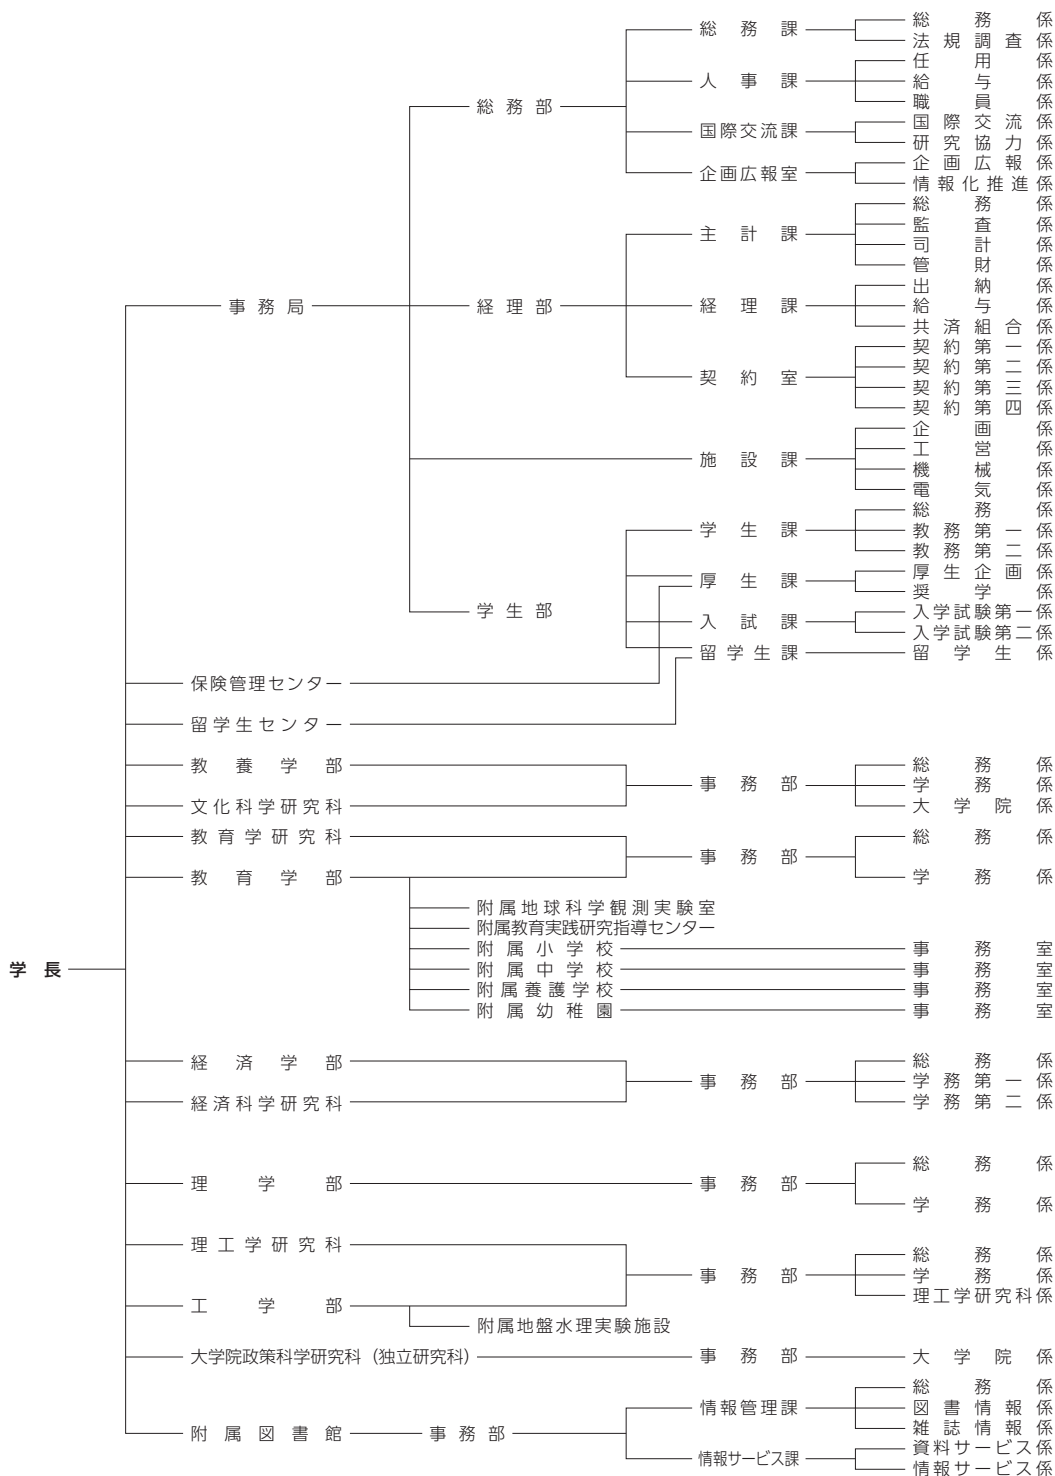 総務課
総務係
法規調査係
人事課
任用係
給与係
職員係
総務部
国際交流課
国際交流係
研究協力係
企画広報室
企画広報係
情報化推進係
主計課
総務係
監査係
司計係
管財係
事務局
経理部
経理課
出納係
給与係
共済組合係
契約室
契約第一係
契約第二係
契約第三係
契約第四係
施設課
企画係
工営係
機械係
電気係
学生課
総務係
教務第一係
教務第二係
学生部
厚生課
厚生企画係
奨学係
入試課
入学試験第一係
入学試験第二係
留学生課
留学生係
保険管理センター
留学生センター
教養学部
文化科学研究科
事務部
総務係
学務係
大学院係
教育学研究科
教育学部
事務部
総務係
学務係
附属地球科学観測実験室
附属教育実践研究指導センター
附属小学校
事務室
学長
附属中学校
事務室
附属養護学校
事務室
附属幼稚園
事務室
経済学部
経済科学研究科
事務部
総務係
学務第一係
学務第二係
理学部
事務部
総務係
学務係
理工学研究科
工学部
事務部
総務係
学務係
理工学研究科係
附属地盤水理実験施設
大学院政策科学研究科（独立研究科）
事務部
大学院係
附属図書館
事務部
情報管理課
総務係
図書情報係
雑誌情報係
情報サービス課
資料サービス係
情報サービス係